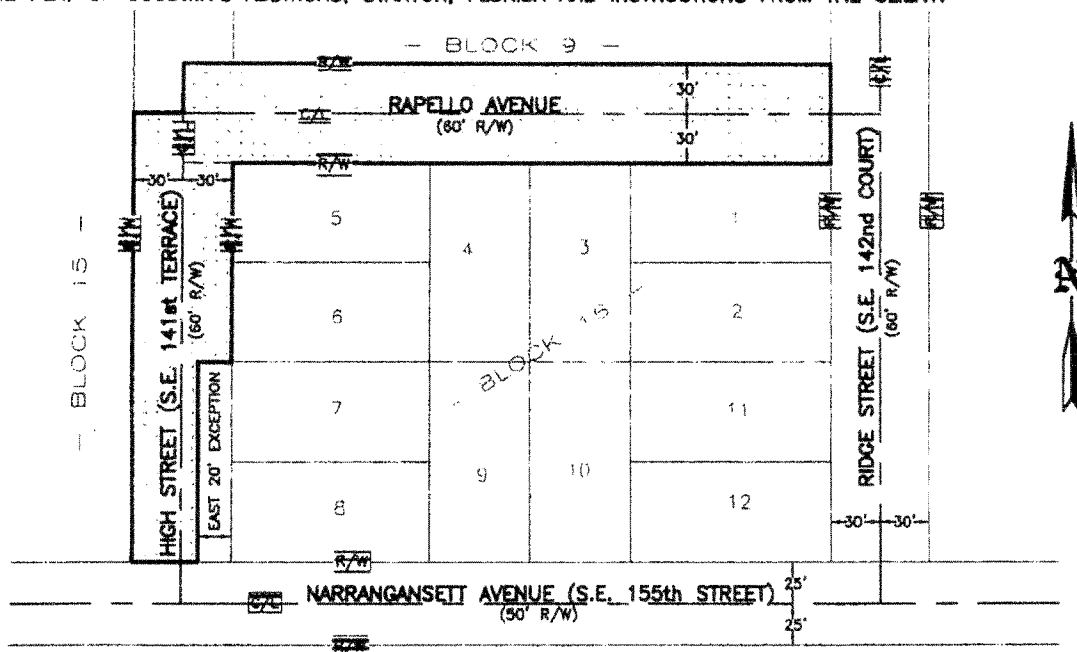 - BLOCK 9 -
R/W
C/L
RAPELLO AVENUE
(60' R/W)
30'
30'
R/W
C/L
30'
30'
R/W
R/W
R/W
R/W
- BLOCK 15 -
HIGH STREET (S.E. 141st TERRACE)
(60' R/W)
EAST 20' EXCEPTION
5
4
3
1
6
2
- BLOCK 16 -
7
11
9
10
8
12
RIDGE STREET (S.E. 142nd COURT)
(60' R/W)
30'
30'
N
R/W
C/L
NARRANGANSETT AVENUE (S.E. 155th STREET)
(50' R/W)
25'
25'
R/W